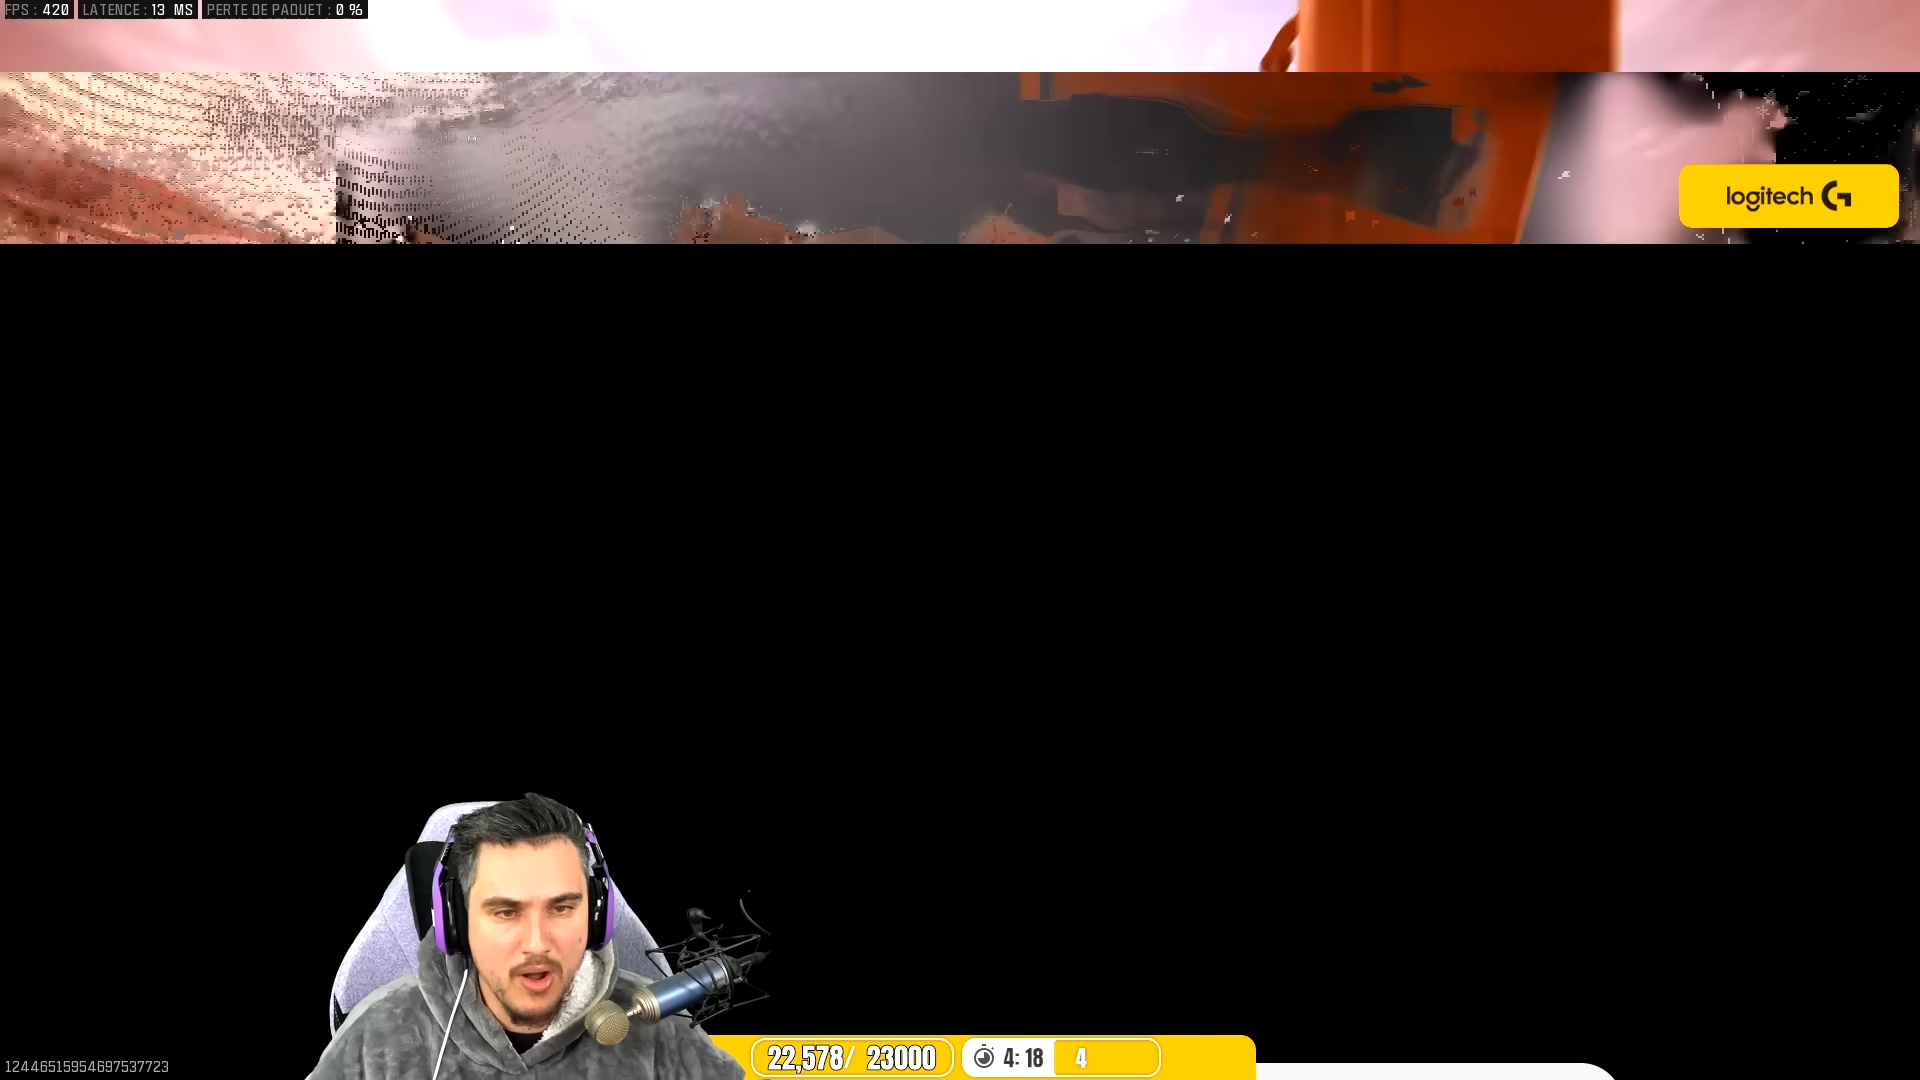 FPS : 420 LATENCE : 13 MS PERTE DE PAQUET : 0 %
logitech G
22,578/ 23000 4:18 4
12446515954697537723